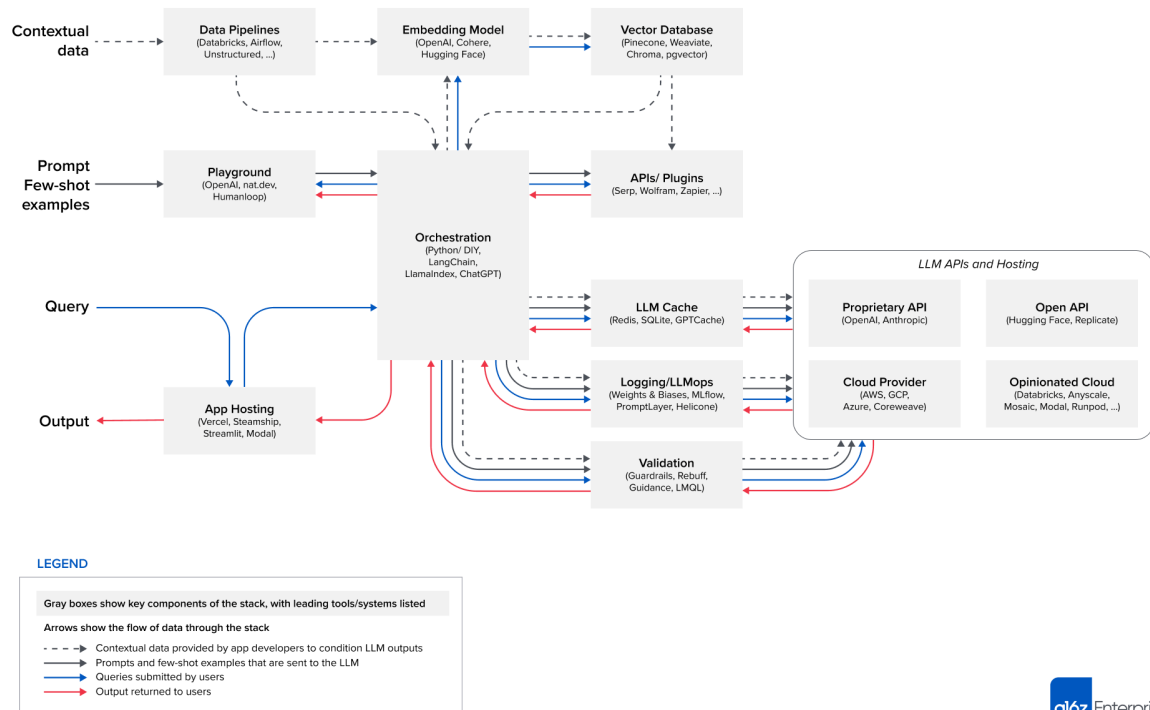 Contextual
data
Data Pipelines
(Databricks, Airflow,
Unstructured, ...)
Embedding Model
(OpenAI, Cohere,
Hugging Face)
Vector Database
(Pinecone, Weaviate,
Chroma, pgvector)
Prompt
Few-shot
examples
Playground
(OpenAI, nat.dev,
Humanloop)
Orchestration
(Python/ DIY,
LangChain,
LlamaIndex, ChatGPT)
APIs/ Plugins
(Serp, Wolfram, Zapier, ...)
Query
LLM Cache
(Redis, SQLite, GPTCache)
Logging/LLMops
(Weights & Biases, MLflow,
PromptLayer, Helicone)
Validation
(Guardrails, Rebuff,
Guidance, LMQL)
LLM APIs and Hosting
Proprietary API
(OpenAI, Anthropic)
Open API
(Hugging Face, Replicate)
Cloud Provider
(AWS, GCP,
Azure, Coreweave)
Opinionated Cloud
(Databricks, Anyscale,
Mosaic, Modal, Runpod, ...)
Output
App Hosting
(Vercel, Steamship,
Streamlit, Modal)
LEGEND
Gray boxes show key components of the stack, with leading tools/systems listed
Arrows show the flow of data through the stack
Contextual data provided by app developers to condition LLM outputs
Prompts and few-shot examples that are sent to the LLM
Queries submitted by users
Output returned to users
a16z Enterpri